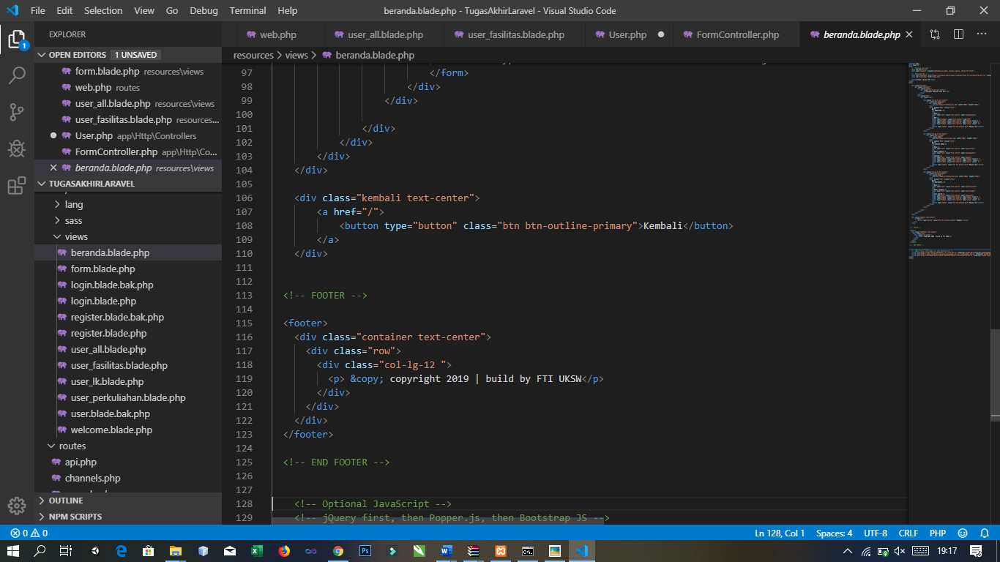 File Edit Selection View Go Debug Terminal Help
beranda.blade.php - TugasAkhirLaravel - Visual Studio Code
EXPLORER
1
OPEN EDITORS 1 UNSAVED
form.blade.php resources\views
web.php routes
user_all.blade.php resources\views
user_fasilitas.blade.php resources...
User.php app\Http\Controllers
FormController.php app\Http\Co...
beranda.blade.php resources\views
TUGASAKHIRLARAVEL
lang
sass
views
beranda.blade.php
form.blade.php
login.blade.bak.php
login.blade.php
register.blade.bak.php
register.blade.php
user_all.blade.php
user_fasilitas.blade.php
user_lk.blade.php
user_perkuliahan.blade.php
user.blade.bak.php
welcome.blade.php
routes
api.php
channels.php
OUTLINE
NPM SCRIPTS
web.php user_all.blade.php user_fasilitas.blade.php User.php FormController.php beranda.blade.php
resources > views > beranda.blade.php
97 </form>
98 </div>
99 </div>
100
101 </div>
102 </div>
103 </div>
104 </div>
105
106 <div class="kembali text-center">
107 <a href="/">
108 <button type="button" class="btn btn-outline-primary">Kembali</button>
109 </a>
110 </div>
111
112
113 <!-- FOOTER -->
114
115 <footer>
116 <div class="container text-center">
117 <div class="row">
118 <div class="col-lg-12 ">
119 <p> &copy; copyright 2019 | build by FTI UKSW</p>
120 </div>
121 </div>
122 </div>
123 </footer>
124
125 <!-- END FOOTER -->
126
127
128 <!-- Optional JavaScript -->
129 <!-- jQuery first, then Popper.js, then Bootstrap JS -->
0 0
Ln 128, Col 1 Spaces: 4 UTF-8 CRLF PHP
19:17